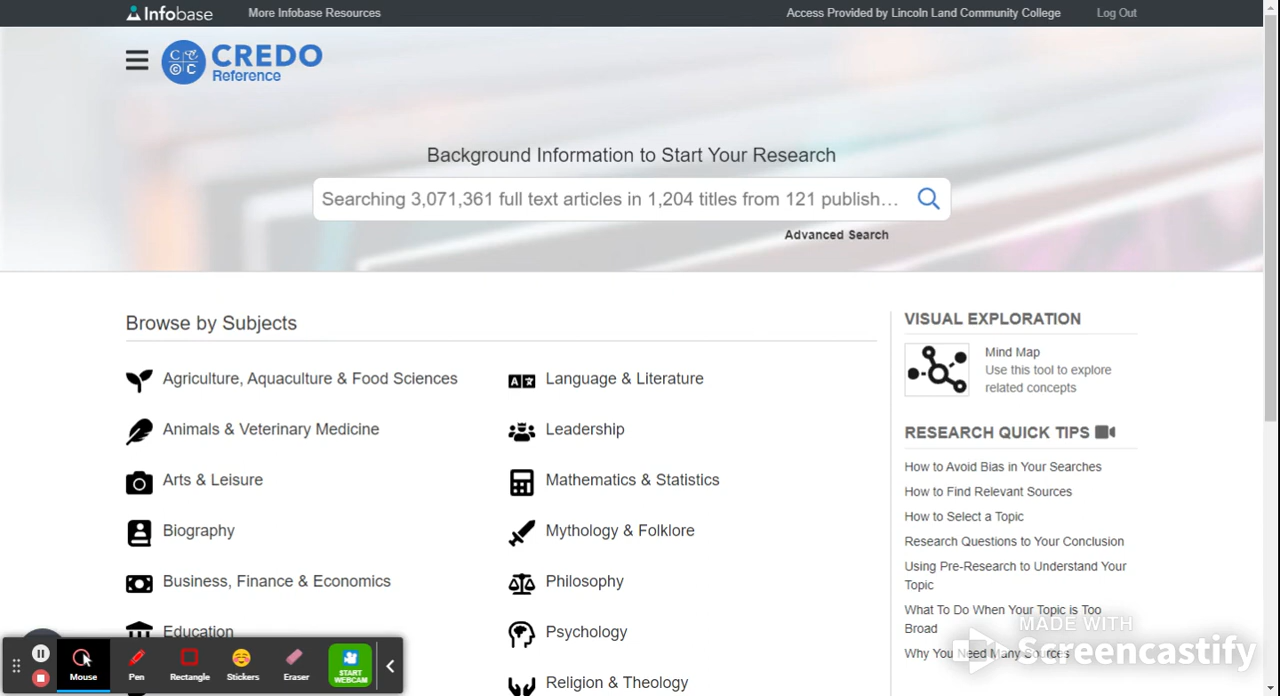 Infobase
More Infobase Resources
Access Provided by Lincoln Land Community College
Log Out
CREDO
Reference
Background Information to Start Your Research
Searching 3,071,361 full text articles in 1,204 titles from 121 publish...
Advanced Search
Browse by Subjects
Agriculture, Aquaculture & Food Sciences
Animals & Veterinary Medicine
Arts & Leisure
Biography
Business, Finance & Economics
Education
Language & Literature
Leadership
Mathematics & Statistics
Mythology & Folklore
Philosophy
Psychology
Religion & Theology
VISUAL EXPLORATION
Mind Map
Use this tool to explore
related concepts
RESEARCH QUICK TIPS
How to Avoid Bias in Your Searches
How to Find Relevant Sources
How to Select a Topic
Research Questions to Your Conclusion
Using Pre-Research to Understand Your
Topic
What To Do When Your Topic is Too
Broad
Why You Need Many Sources
MADE WITH
Screencastify
Mouse
Pen
Rectangle
Stickers
Eraser
START
WEBCAM